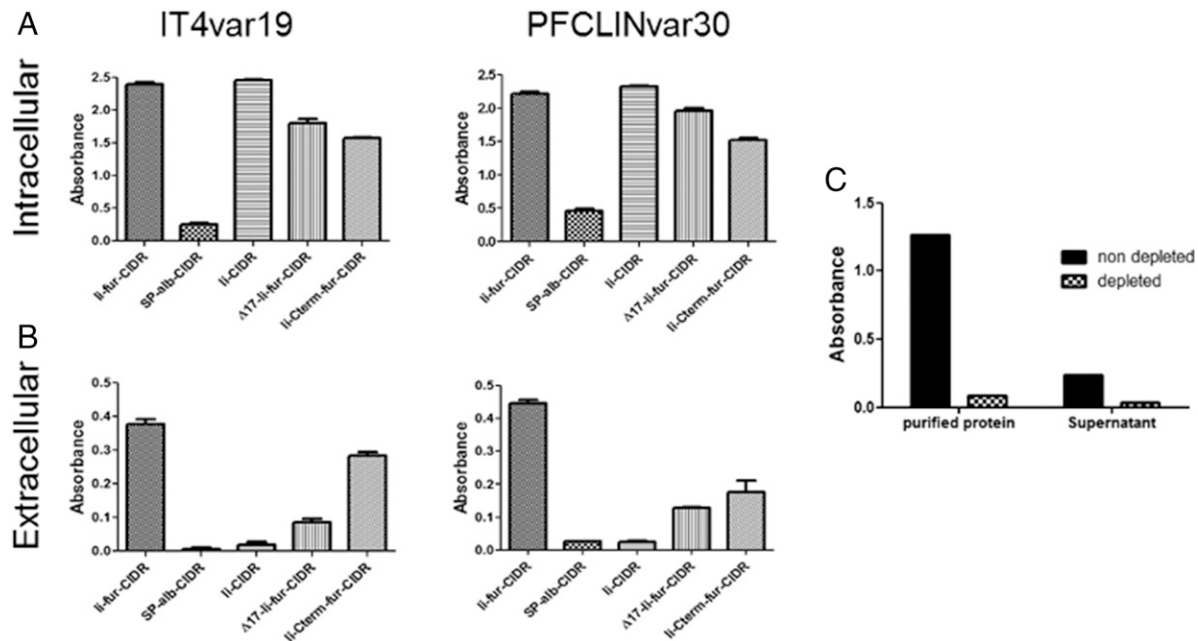 A
IT4var19
PFCLINvar30
Intracellular
Absorbance
2.5
2.0
1.5
1.0
0.5
0.0
Ii-fur-CIDR
SP-alb-CIDR
Ii-CIDR
Δ17-Ii-fur-CIDR
Ii-Cterm-fur-CIDR
Absorbance
2.5
2.0
1.5
1.0
0.5
0.0
Ii-fur-CIDR
SP-alb-CIDR
Ii-CIDR
Δ17-Ii-fur-CIDR
Ii-Cterm-fur-CIDR
B
Extracellular
Absorbance
0.5
0.4
0.3
0.2
0.1
0.0
Ii-fur-CIDR
SP-alb-CIDR
Ii-CIDR
Δ17-Ii-fur-CIDR
Ii-Cterm-fur-CIDR
Absorbance
0.5
0.4
0.3
0.2
0.1
0.0
Ii-fur-CIDR
SP-alb-CIDR
Ii-CIDR
Δ17-Ii-fur-CIDR
Ii-Cterm-fur-CIDR
C
Absorbance
1.5
1.0
0.5
0.0
non depleted
depleted
purified protein
Supernatant